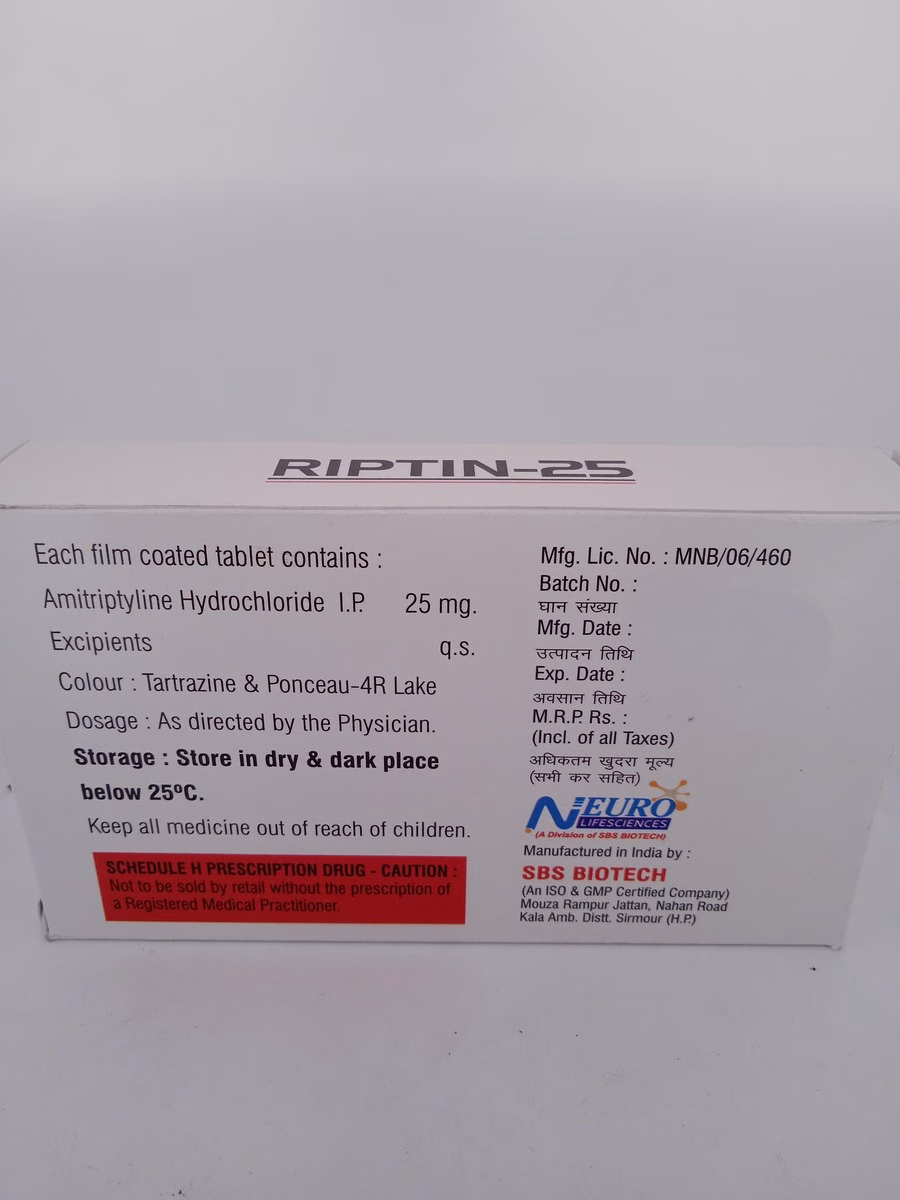 RIPTIN-25
Each film coated tablet contains :
Amitriptyline Hydrochloride I.P. 25 mg.
Excipients q.s.
Colour : Tartrazine & Ponceau-4R Lake
Dosage : As directed by the Physician.
Storage : Store in dry & dark place
below 25ºC.
Keep all medicine out of reach of children.
SCHEDULE H PRESCRIPTION DRUG - CAUTION :
Not to be sold by retail without the prescription of
a Registered Medical Practitioner.
Mfg. Lic. No. : MNB/06/460
Batch No. :
घान संख्या
Mfg. Date :
उत्पादन तिथि
Exp. Date :
अवसान तिथि
M.R.P. Rs. :
(Incl. of all Taxes)
अधिकतम खुदरा मूल्य
(सभी कर सहित)
NEURO
LIFESCIENCES
(A Division of SBS BIOTECH)
Manufactured in India by :
SBS BIOTECH
(An ISO & GMP Certified Company)
Mouza Rampur Jattan, Nahan Road
Kala Amb. Distt. Sirmour (H.P.)